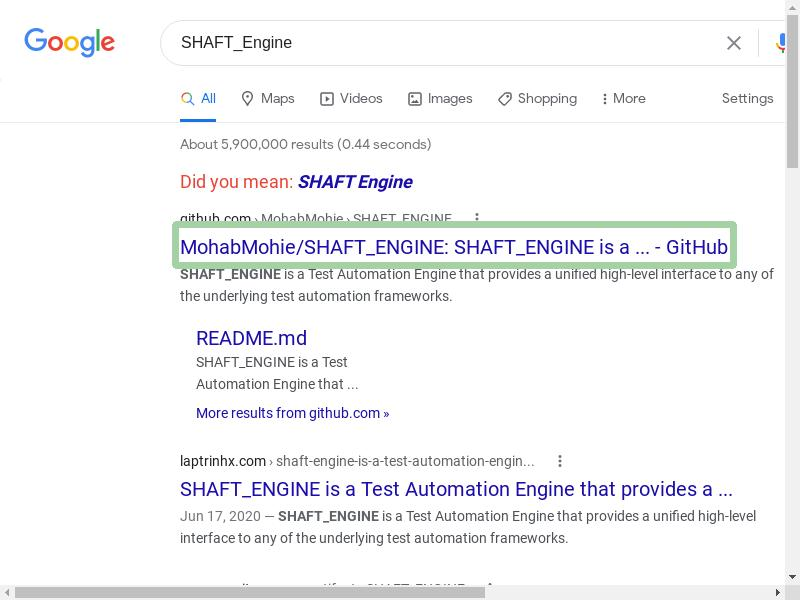 Google
SHAFT_Engine
All Maps Videos Images Shopping More Settings
About 5,900,000 results (0.44 seconds)
Did you mean: SHAFT Engine
github.com › MohabMohie › SHAFT_ENGINE
MohabMohie/SHAFT_ENGINE: SHAFT_ENGINE is a ... - GitHub
SHAFT_ENGINE is a Test Automation Engine that provides a unified high-level interface to any of
the underlying test automation frameworks.
README.md
SHAFT_ENGINE is a Test
Automation Engine that ...
More results from github.com »
laptrinhx.com › shaft-engine-is-a-test-automation-engin...
SHAFT_ENGINE is a Test Automation Engine that provides a ...
Jun 17, 2020 — SHAFT_ENGINE is a Test Automation Engine that provides a unified high-level
interface to any of the underlying test automation frameworks.